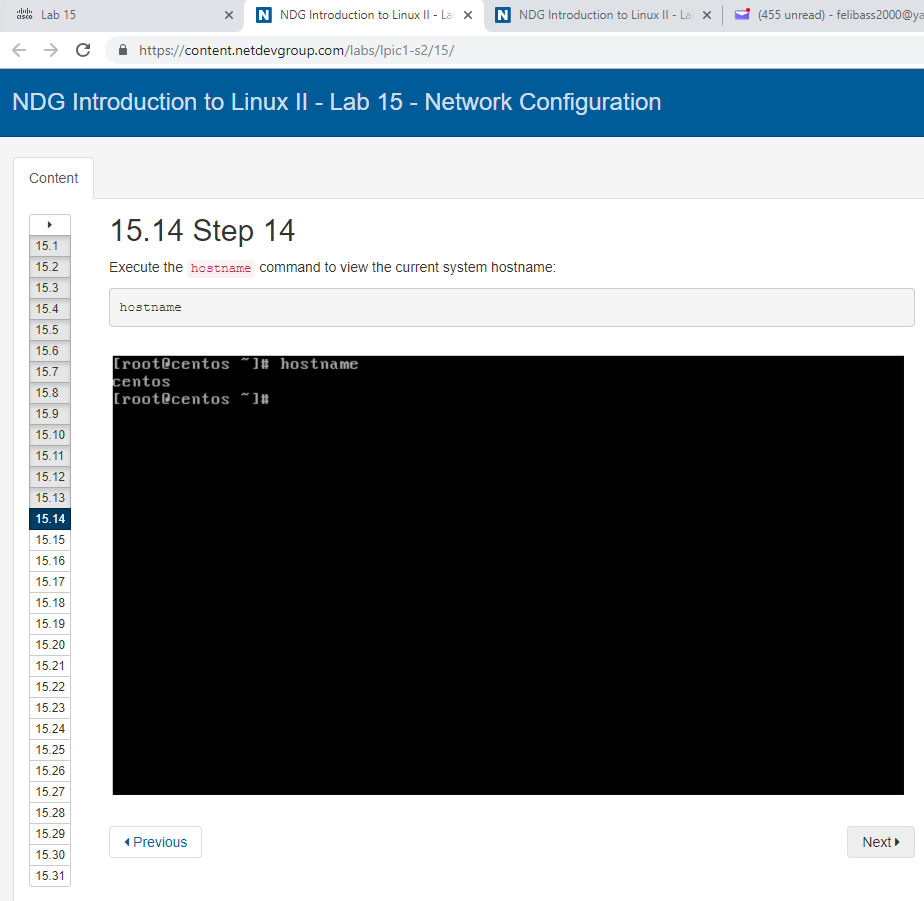 Lab 15
NDG Introduction to Linux II - La
NDG Introduction to Linux II - La
(455 unread) - felibass2000@ya
https://content.netdevgroup.com/labs/lpic1-s2/15/
NDG Introduction to Linux II - Lab 15 - Network Configuration
Content
15.1
15.2
15.3
15.4
15.5
15.6
15.7
15.8
15.9
15.10
15.11
15.12
15.13
15.14
15.15
15.16
15.17
15.18
15.19
15.20
15.21
15.22
15.23
15.24
15.25
15.26
15.27
15.28
15.29
15.30
15.31
15.14 Step 14
Execute the hostname command to view the current system hostname:
hostname
[root@centos ~]# hostname
centos
[root@centos ~]#
Previous
Next